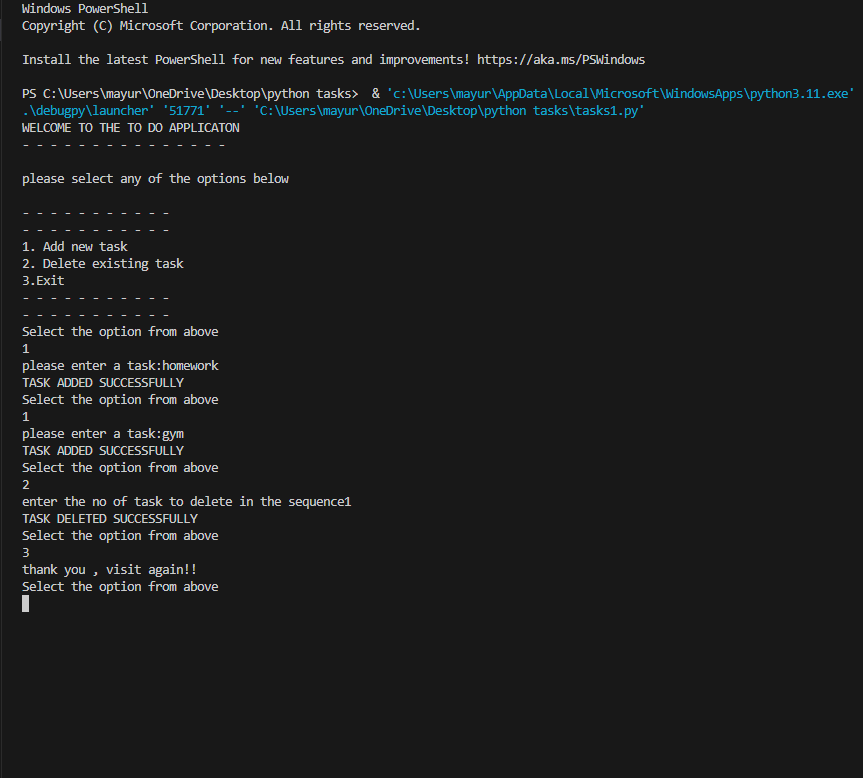 Windows PowerShell
Copyright (C) Microsoft Corporation. All rights reserved.
Install the latest PowerShell for new features and improvements! https://aka.ms/PSWindows
PS C:\Users\mayur\OneDrive\Desktop\python tasks>  & 'c:\Users\mayur\AppData\Local\Microsoft\WindowsApps\python3.11.exe'
.\debugpy\launcher' '51771' '--' 'C:\Users\mayur\OneDrive\Desktop\python tasks\tasks1.py'
WELCOME TO THE TO DO APPLICATON
- - - - - - - - - - - - - - -
please select any of the options below
- - - - - - - - - - -
- - - - - - - - - - -
1. Add new task
2. Delete existing task
3.Exit
- - - - - - - - - - -
- - - - - - - - - - -
Select the option from above
1
please enter a task:homework
TASK ADDED SUCCESSFULLY
Select the option from above
1
please enter a task:gym
TASK ADDED SUCCESSFULLY
Select the option from above
2
enter the no of task to delete in the sequence1
TASK DELETED SUCCESSFULLY
Select the option from above
3
thank you , visit again!!
Select the option from above